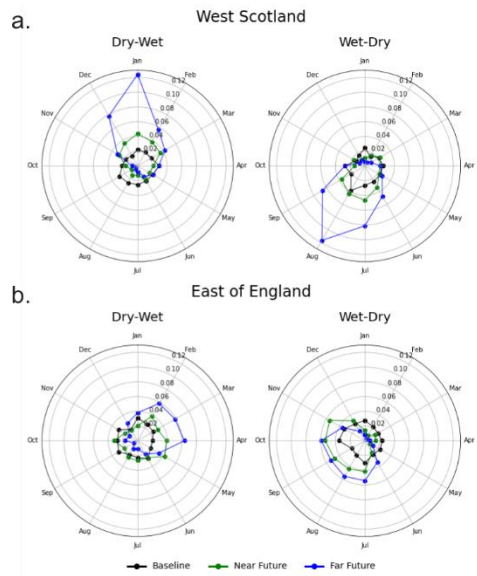 a.
West Scotland
Dry-Wet
Wet-Dry
Jan
Feb
Mar
Apr
May
Jun
Jul
Aug
Sep
Oct
Nov
Dec
0.02
0.04
0.06
0.08
0.10
0.12
Jan
Feb
Mar
Apr
May
Jun
Jul
Aug
Sep
Oct
Nov
Dec
0.02
0.04
0.06
0.08
0.10
0.12
b.
East of England
Dry-Wet
Wet-Dry
Jan
Feb
Mar
Apr
May
Jun
Jul
Aug
Sep
Oct
Nov
Dec
0.02
0.04
0.06
0.08
0.10
0.12
Jan
Feb
Mar
Apr
May
Jun
Jul
Aug
Sep
Oct
Nov
Dec
0.02
0.04
0.06
0.08
0.10
0.12
Baseline
Near Future
Far Future